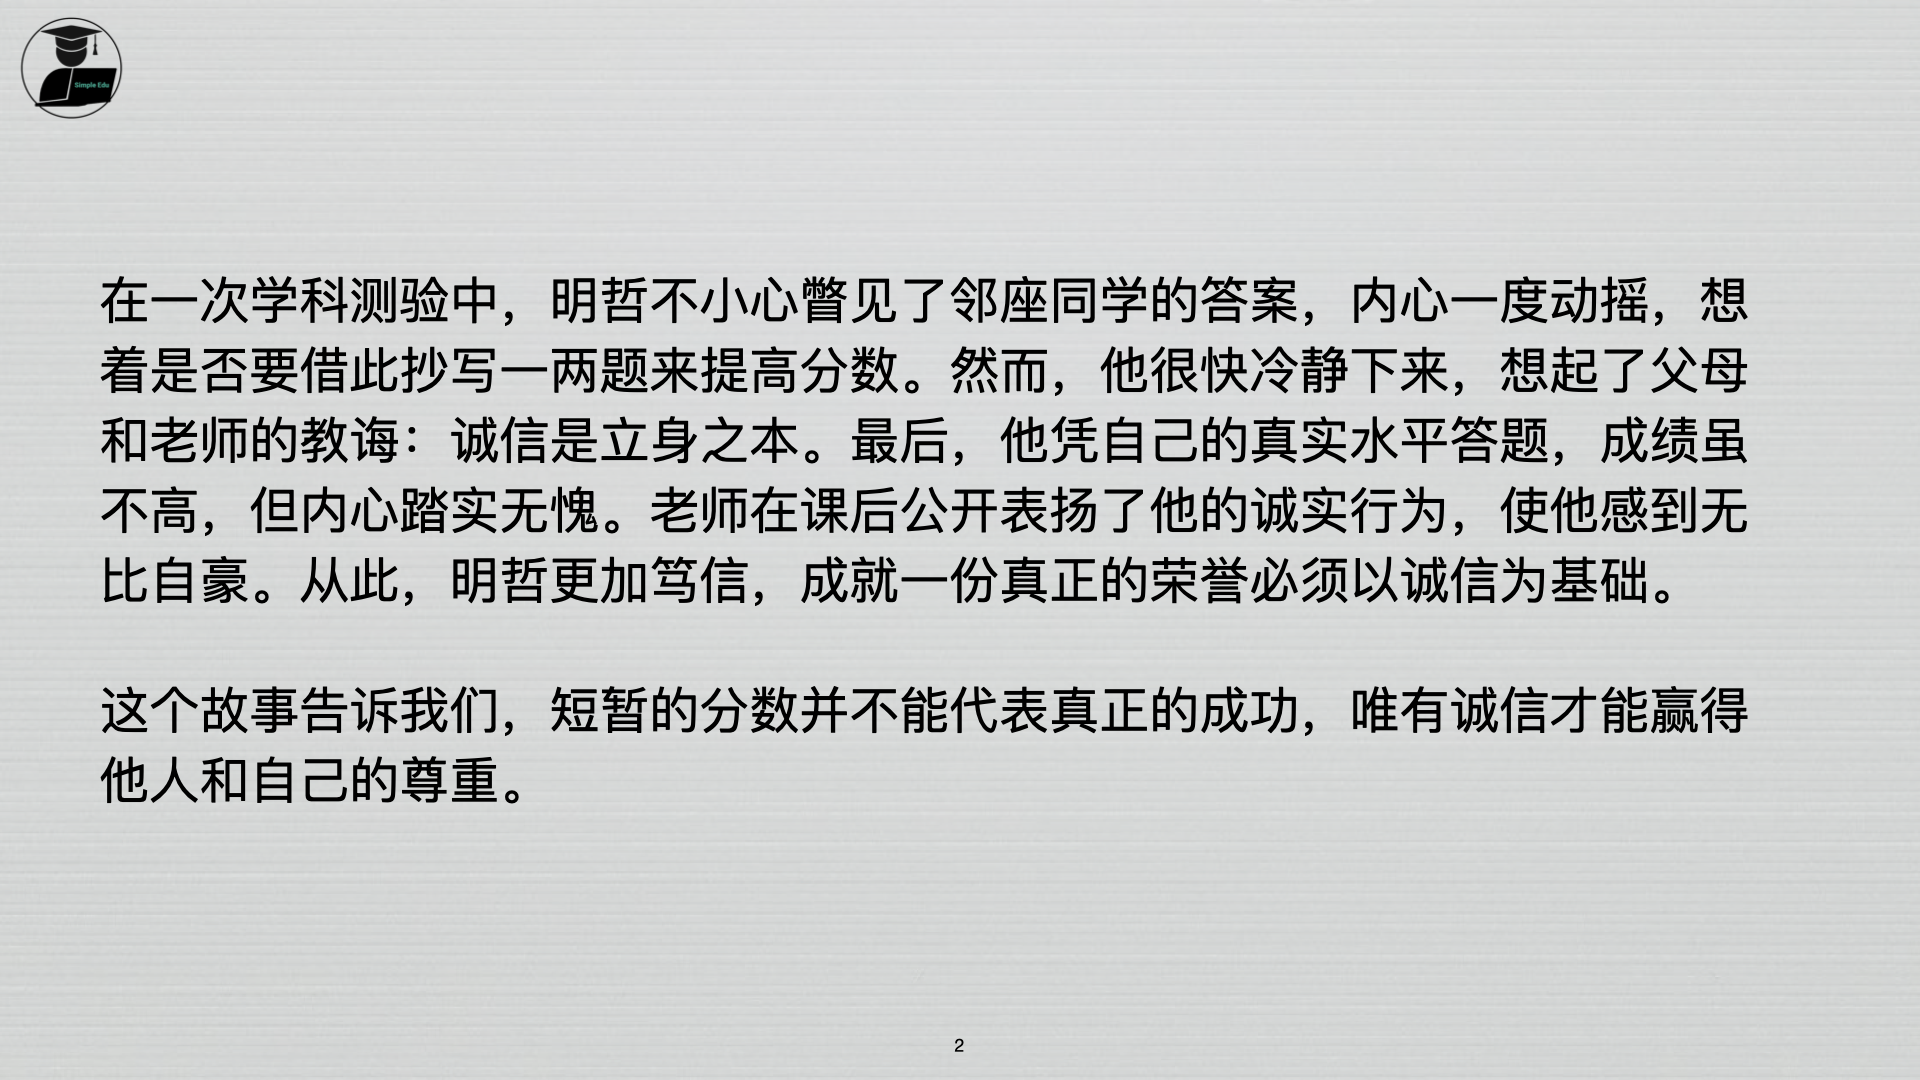 Simple Edu
在一次学科测验中，明哲不小心瞥见了邻座同学的答案，内心一度动摇，想
着是否要借此抄写一两题来提高分数。然而，他很快冷静下来，想起了父母
和老师的教诲：诚信是立身之本。最后，他凭自己的真实水平答题，成绩虽
不高，但内心踏实无愧。老师在课后公开表扬了他的诚实行为，使他感到无
比自豪。从此，明哲更加笃信，成就一份真正的荣誉必须以诚信为基础。
这个故事告诉我们，短暂的分数并不能代表真正的成功，唯有诚信才能赢得
他人和自己的尊重。
2